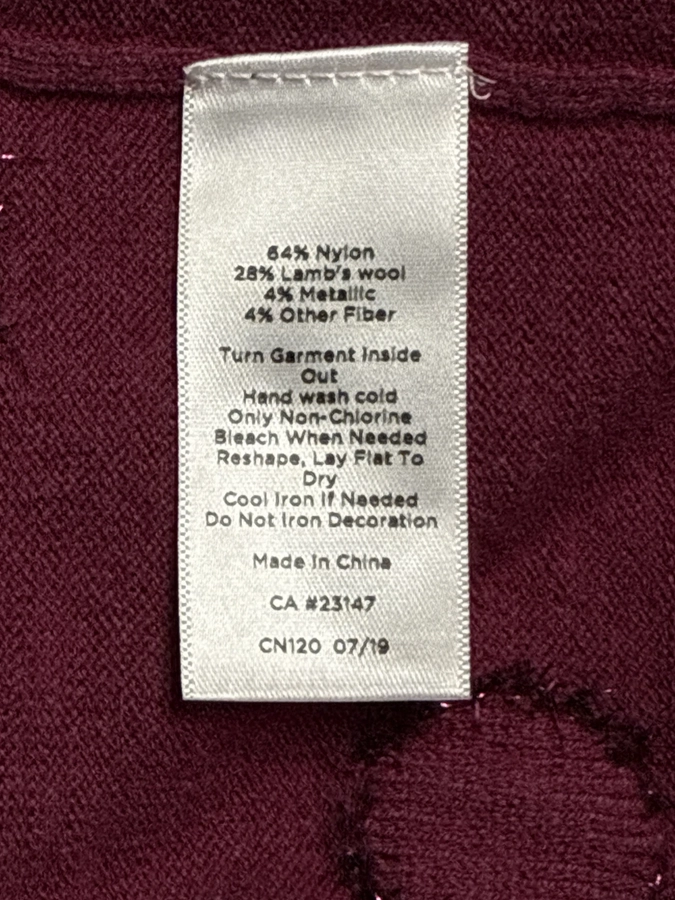 64% Nylon
28% Lamb's wool
4% Metallic
4% Other Fiber
Turn Garment Inside
Out
Hand wash cold
Only Non-Chlorine
Bleach When Needed
Reshape, Lay Flat To
Dry
Cool Iron If Needed
Do Not Iron Decoration
Made In China
CA #23147
CN120 07/19